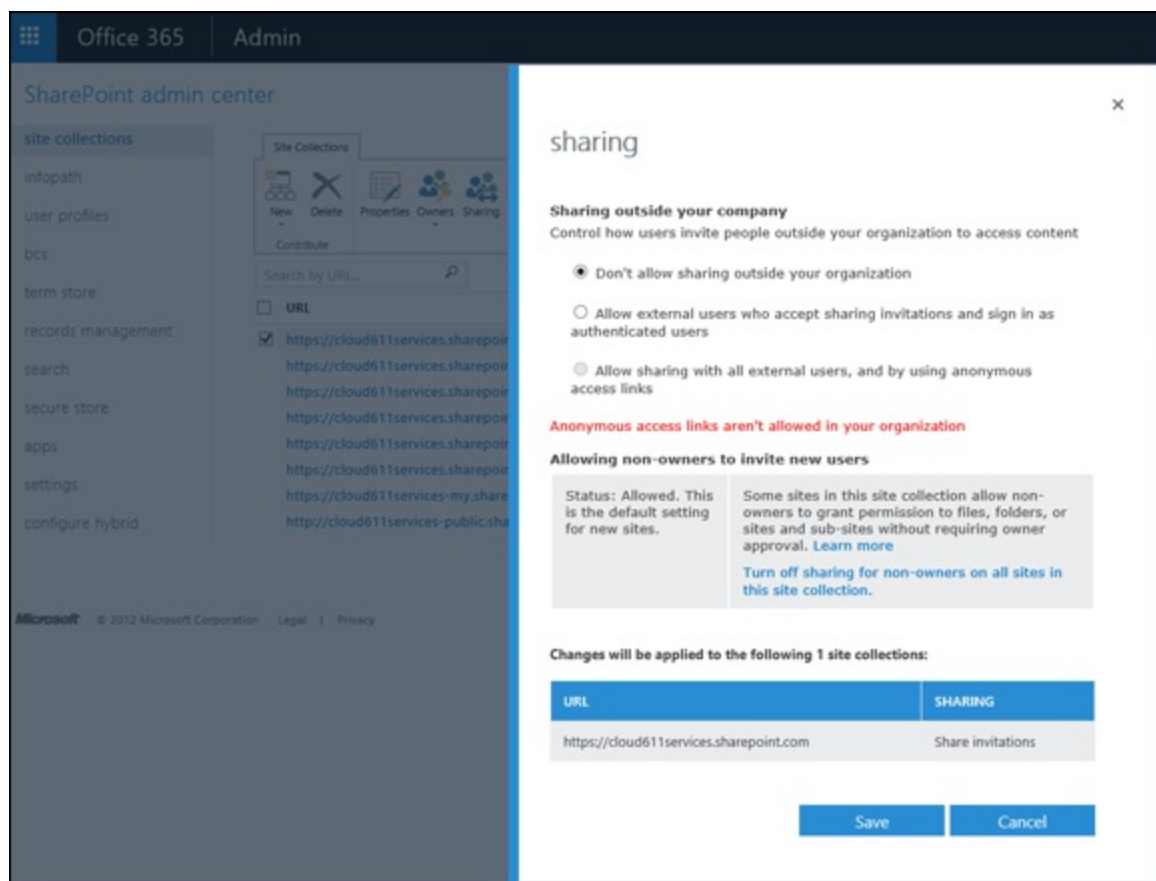 Office 365 Admin
SharePoint admin center
site collections
infopath
user profiles
bcs
term store
records management
search
secure store
apps
settings
configure hybrid
Site Collections
New Delete Properties Owners Sharing
Contribute
Search by URL...
URL
https://cloud611services.sharepoir
https://cloud611services.sharepoir
https://cloud611services.sharepoir
https://cloud611services.sharepoir
https://cloud611services.sharepoir
https://cloud611services.sharepoir
https://cloud611services-my.share
http://cloud611services-public.sha
Microsoft © 2012 Microsoft Corporation Legal | Privacy
sharing
Sharing outside your company
Control how users invite people outside your organization to access content
Don't allow sharing outside your organization
Allow external users who accept sharing invitations and sign in as
authenticated users
Allow sharing with all external users, and by using anonymous
access links
Anonymous access links aren't allowed in your organization
Allowing non-owners to invite new users
Status: Allowed. This
is the default setting
for new sites.
Some sites in this site collection allow non-
owners to grant permission to files, folders, or
sites and sub-sites without requiring owner
approval. Learn more
Turn off sharing for non-owners on all sites in
this site collection.
Changes will be applied to the following 1 site collections:
URL SHARING
https://cloud611services.sharepoint.com Share invitations
Save Cancel